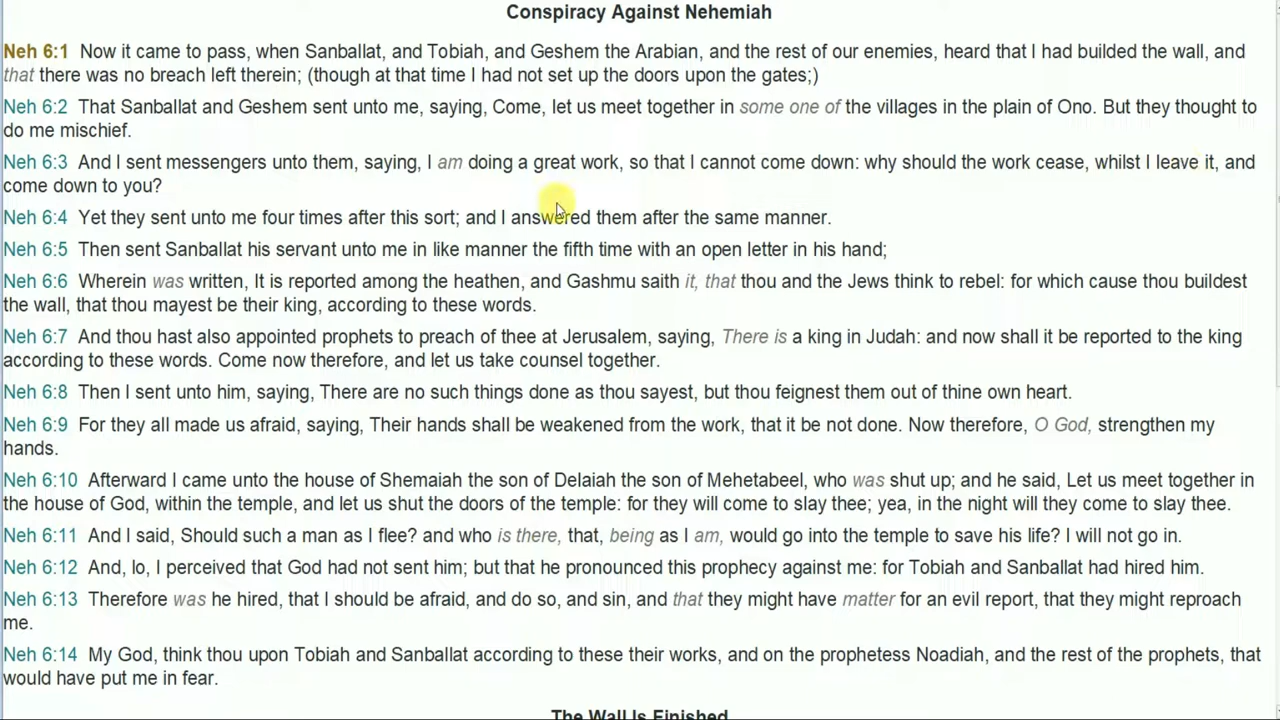 Conspiracy Against Nehemiah
Neh 6:1 Now it came to pass, when Sanballat, and Tobiah, and Geshem the Arabian, and the rest of our enemies, heard that I had builded the wall, and
that there was no breach left therein; (though at that time I had not set up the doors upon the gates;)
Neh 6:2 That Sanballat and Geshem sent unto me, saying, Come, let us meet together in some one of the villages in the plain of Ono. But they thought to
do me mischief.
Neh 6:3 And I sent messengers unto them, saying, I am doing a great work, so that I cannot come down: why should the work cease, whilst I leave it, and
come down to you?
Neh 6:4 Yet they sent unto me four times after this sort; and I answered them after the same manner.
Neh 6:5 Then sent Sanballat his servant unto me in like manner the fifth time with an open letter in his hand;
Neh 6:6 Wherein was written, It is reported among the heathen, and Gashmu saith it, that thou and the Jews think to rebel: for which cause thou buildest
the wall, that thou mayest be their king, according to these words.
Neh 6:7 And thou hast also appointed prophets to preach of thee at Jerusalem, saying, There is a king in Judah: and now shall it be reported to the king
according to these words. Come now therefore, and let us take counsel together.
Neh 6:8 Then I sent unto him, saying, There are no such things done as thou sayest, but thou feignest them out of thine own heart.
Neh 6:9 For they all made us afraid, saying, Their hands shall be weakened from the work, that it be not done. Now therefore, O God, strengthen my
hands.
Neh 6:10 Afterward I came unto the house of Shemaiah the son of Delaiah the son of Mehetabeel, who was shut up; and he said, Let us meet together in
the house of God, within the temple, and let us shut the doors of the temple: for they will come to slay thee; yea, in the night will they come to slay thee.
Neh 6:11 And I said, Should such a man as I flee? and who is there, that, being as I am, would go into the temple to save his life? I will not go in.
Neh 6:12 And, lo, I perceived that God had not sent him; but that he pronounced this prophecy against me: for Tobiah and Sanballat had hired him.
Neh 6:13 Therefore was he hired, that I should be afraid, and do so, and sin, and that they might have matter for an evil report, that they might reproach
me.
Neh 6:14 My God, think thou upon Tobiah and Sanballat according to these their works, and on the prophetess Noadiah, and the rest of the prophets, that
would have put me in fear.
The Wall Is Finished